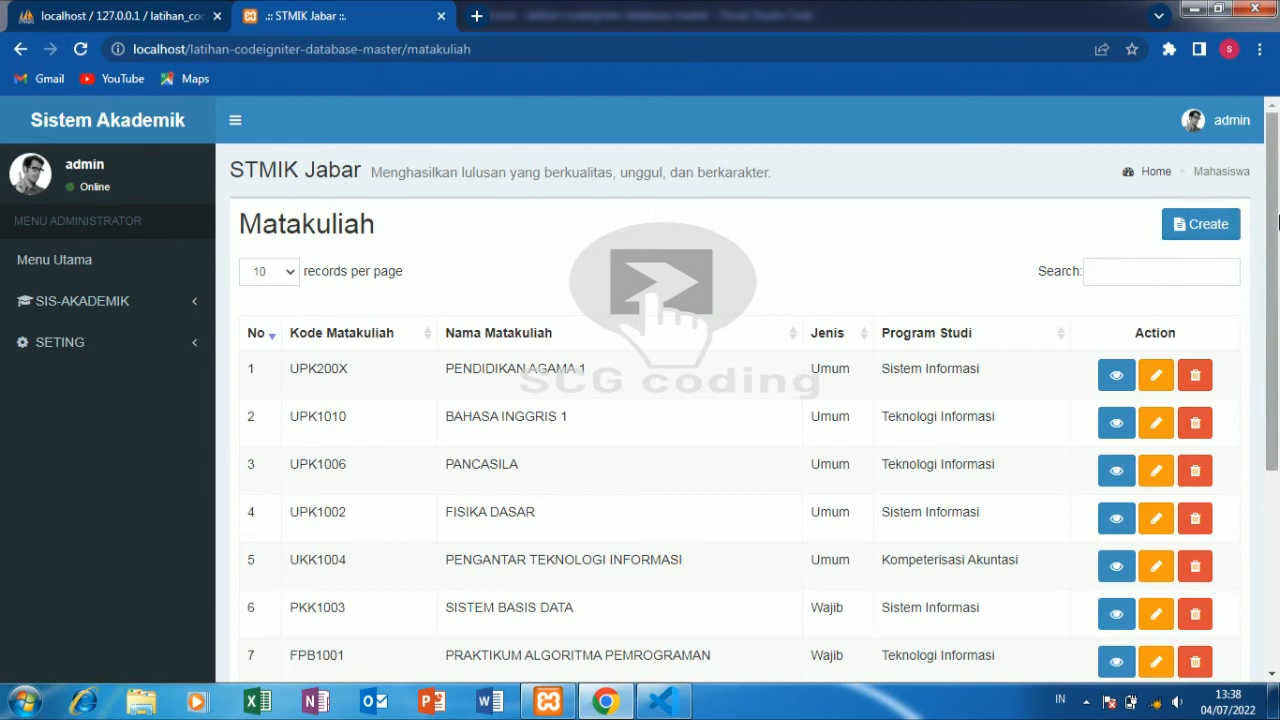 localhost / 127.0.0.1 / latihan_coc
.:: STMIK Jabar ::.
localhost/latihan-codeigniter-database-master/matakuliah
S
Gmail YouTube Maps
Sistem Akademik
admin
admin
Online
STMIK Jabar Menghasilkan lulusan yang berkualitas, unggul, dan berkarakter.
Home > Mahasiswa
MENU ADMINISTRATOR
Menu Utama
SIS-AKADEMIK
SETING
Matakuliah
Create
10 records per page
Search:
No Kode Matakuliah Nama Matakuliah Jenis Program Studi Action
1 UPK200X PENDIDIKAN AGAMA 1 Umum Sistem Informasi
SCG coding
2 UPK1010 BAHASA INGGRIS 1 Umum Teknologi Informasi
3 UPK1006 PANCASILA Umum Teknologi Informasi
4 UPK1002 FISIKA DASAR Umum Sistem Informasi
5 UKK1004 PENGANTAR TEKNOLOGI INFORMASI Umum Kompeterisasi Akuntasi
6 PKK1003 SISTEM BASIS DATA Wajib Sistem Informasi
7 FPB1001 PRAKTIKUM ALGORITMA PEMROGRAMAN Wajib Teknologi Informasi
IN
13:38
04/07/2022